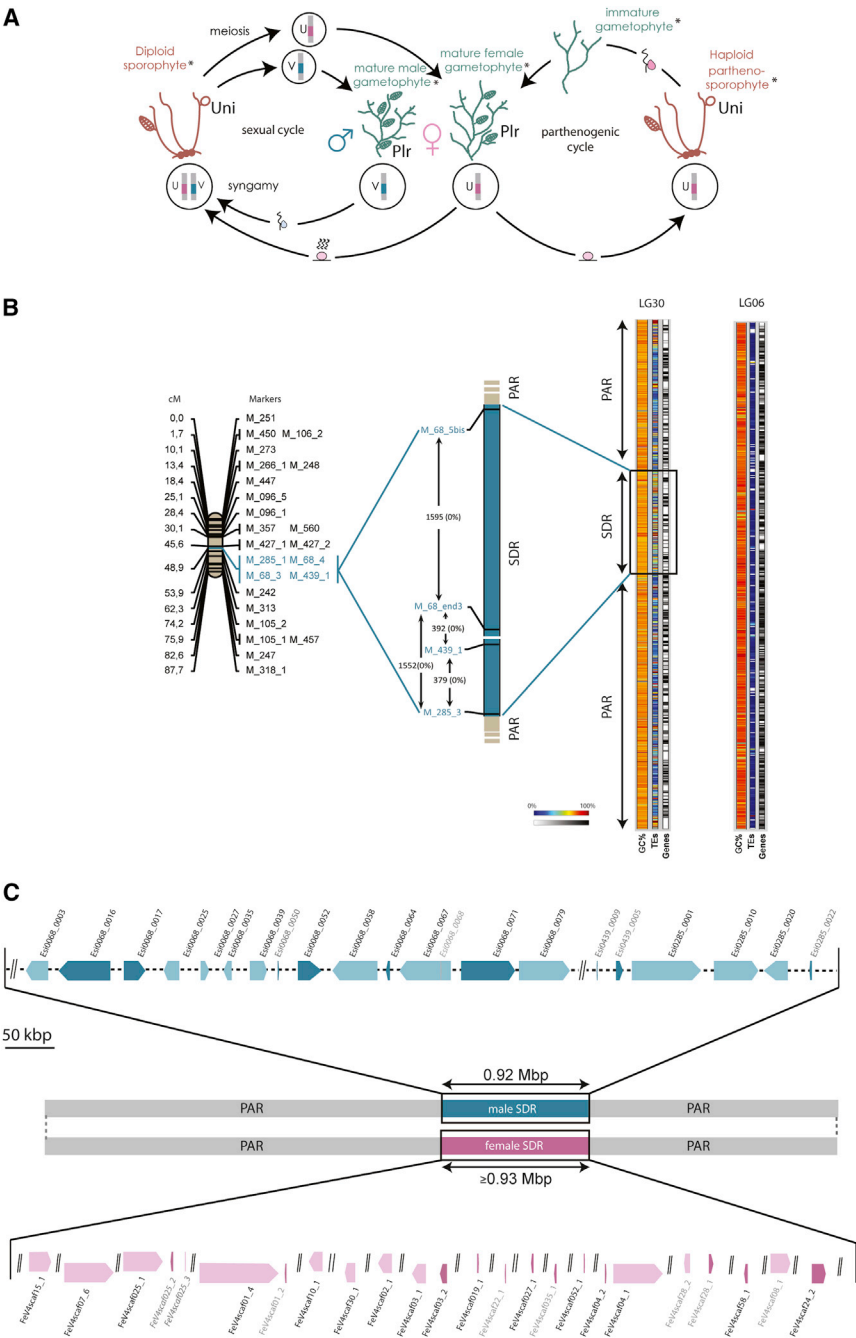 A
meiosis
U
V
Diploid
sporophyte*
Uni
sexual cycle
mature male
gametophyte*
mature female
gametophyte*
immature
gametophyte*
Haploid
partheno-
sporophyte*
Uni
♂
Plr
♀
Plr
parthenogenic
cycle
U V
syngamy
V
U
U
B
LG30
LG06
cM
Markers
0,0 M_251
1,7 M_450 M_106_2
10,1 M_273
13,4 M_266_1 M_248
18,4 M_447
25,1 M_096_5
28,4 M_096_1
30,1 M_357 M_560
45,6 M_427_1 M_427_2
48,9 M_285_1 M_68_4
M_68_3 M_439_1
53,9 M_242
62,3 M_313
74,2 M_105_2
75,9 M_105_1 M_457
82,6 M_247
87,7 M_318_1
PAR
M_68_5bis
1595 (0%)
SDR
M_68_end3
392 (0%)
M_439_1
1552(0%)
379 (0%)
M_285_3
PAR
PAR
SDR
PAR
0% 100%
GC% TEs Genes
GC% TEs Genes
C
Esi0068_0003
Esi0068_0016
Esi0068_0017
Esi0068_0025
Esi0068_0027
Esi0068_0035
Esi0068_0039
Esi0068_0050
Esi0068_0052
Esi0068_0058
Esi0068_0064
Esi0068_0067
Esi0068_0068
Esi0068_0071
Esi0068_0079
Esi0439_0009
Esi0439_0005
Esi0285_0001
Esi0285_0010
Esi0285_0020
Esi0285_0022
50 kbp
0.92 Mbp
PAR male SDR PAR
PAR female SDR PAR
≥0.93 Mbp
FeV4scaf15_1
FeV4scaf07_6
FeV4scaf025_1
FeV4scaf025_2
FeV4scaf025_3
FeV4scaf01_4
FeV4scaf01_2
FeV4scaf10_1
FeV4scaf30_1
FeV4scaf02_1
FeV4scaf03_1
FeV4scaf03_2
FeV4scaf019_1
FeV4scaf22_1
FeV4scaf027_1
FeV4scaf035_1
FeV4scaf052_1
FeV4scaf04_2
FeV4scaf04_1
FeV4scaf28_2
FeV4scaf28_1
FeV4scaf58_1
FeV4scaf08_1
FeV4scaf24_2